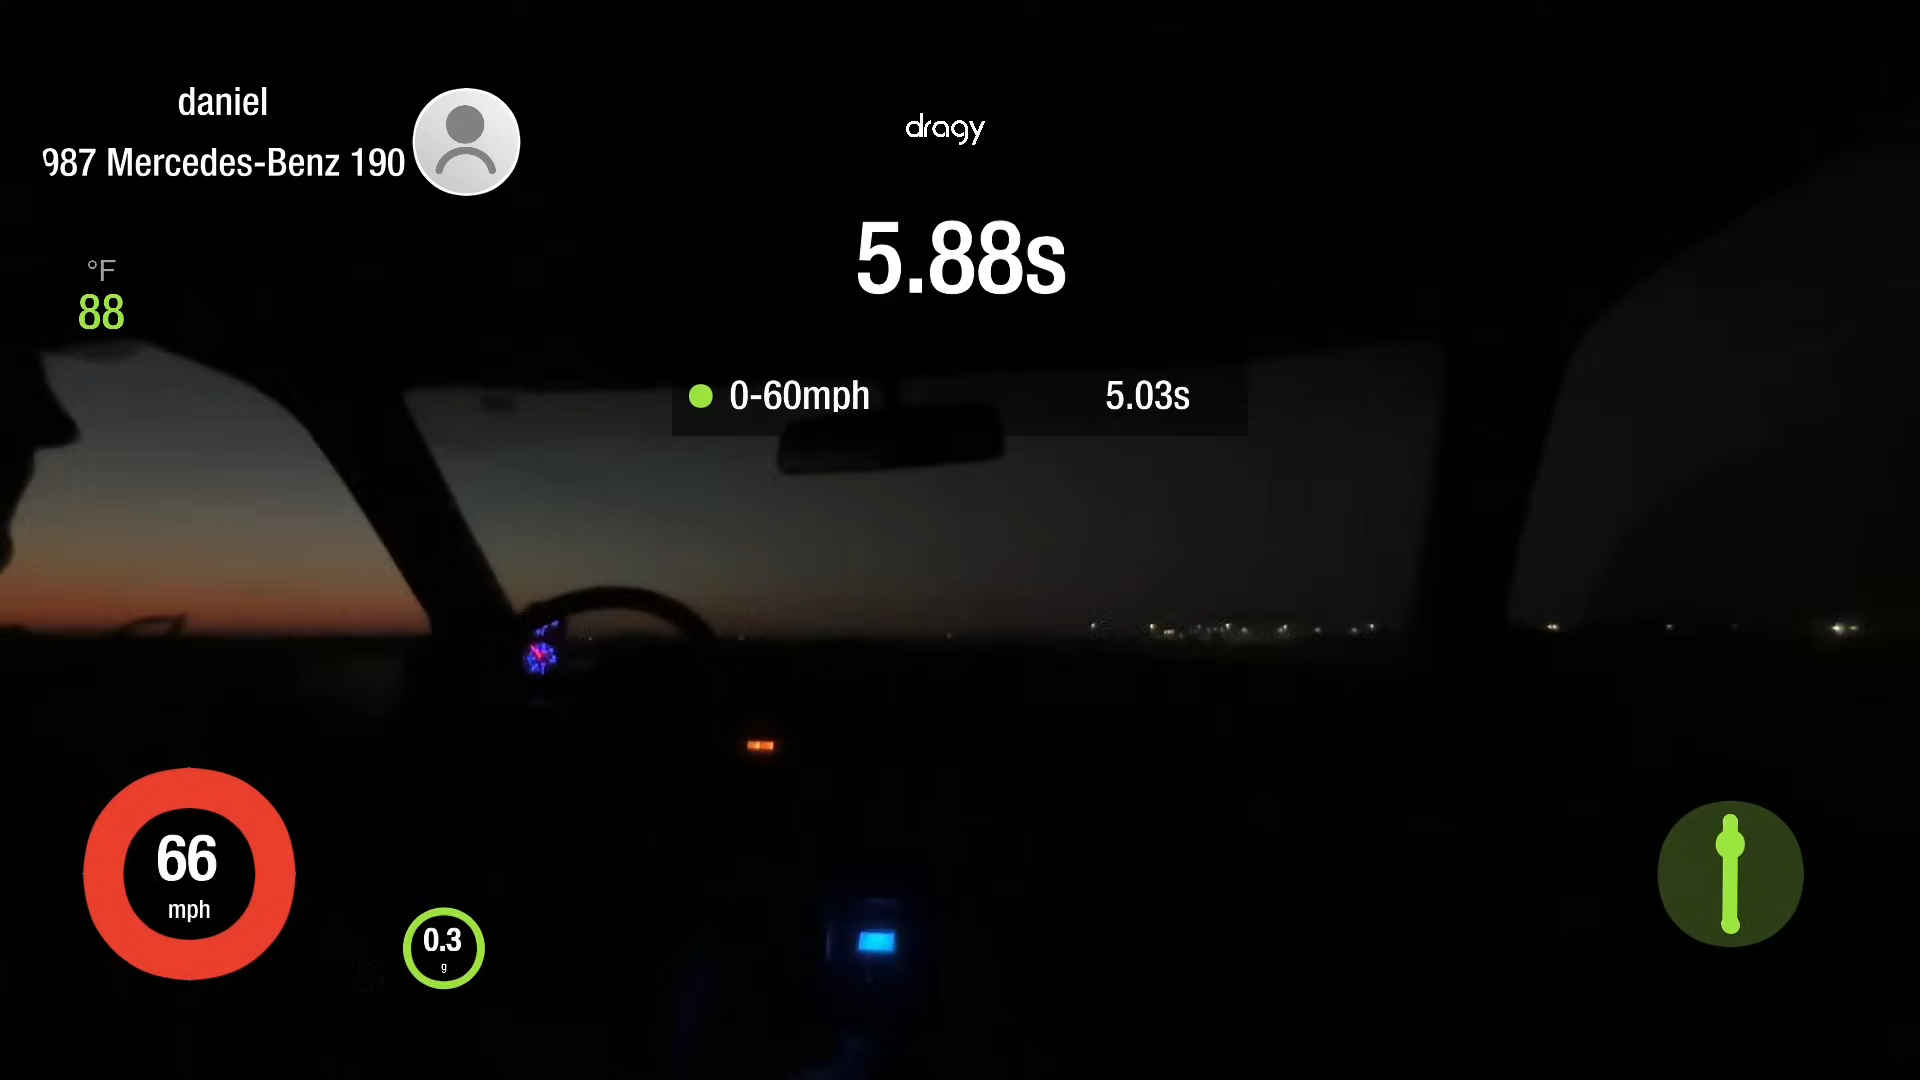 daniel
987 Mercedes-Benz 190
dragy
5.88s
°F
88
0-60mph 5.03s
66
mph
0.3
g